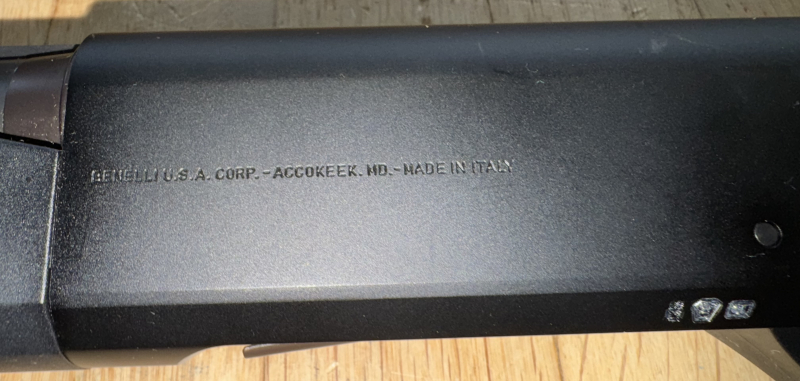 BENELLI U.S.A. CORP.-ACCOKEEK. MD.-MADE IN ITALY